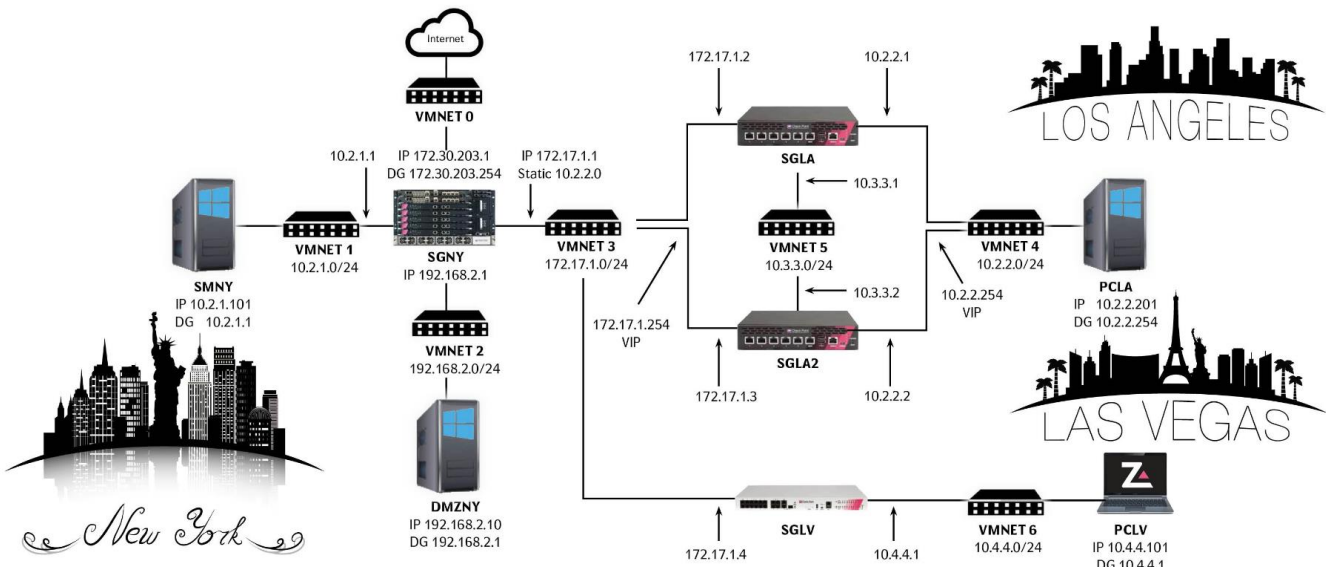 Internet
VMNET 0
172.17.1.2
10.2.2.1
LOS ANGELES
SGLA
10.2.1.1
IP 172.30.203.1
DG 172.30.203.254
IP 172.17.1.1
Static 10.2.2.0
10.3.3.1
VMNET 1
10.2.1.0/24
SGNY
IP 192.168.2.1
VMNET 3
172.17.1.0/24
VMNET 5
10.3.3.0/24
VMNET 4
10.2.2.0/24
SMNY
IP 10.2.1.101
DG 10.2.1.1
PCLA
IP 10.2.2.201
DG 10.2.2.254
10.3.3.2
172.17.1.254
VIP
10.2.2.254
VIP
VMNET 2
192.168.2.0/24
SGLA2
172.17.1.3
10.2.2.2
LAS VEGAS
DMZNY
IP 192.168.2.10
DG 192.168.2.1
New York
SGLV
172.17.1.4
10.4.4.1
VMNET 6
10.4.4.0/24
Z
PCLV
IP 10.4.4.101
DG 10.4.4.1